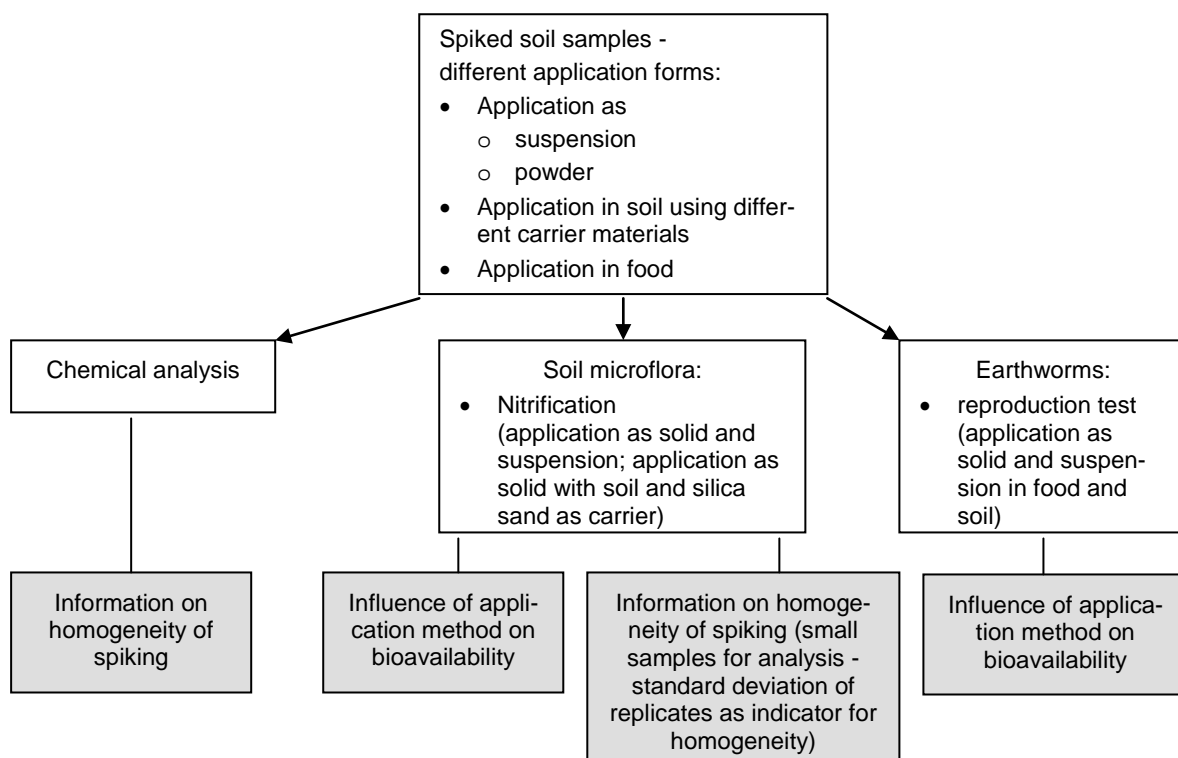 Spiked soil samples -
different application forms:
• Application as
o suspension
o powder
• Application in soil using differ-
ent carrier materials
• Application in food
Chemical analysis
Soil microflora:
• Nitrification
(application as solid and
suspension; application as
solid with soil and silica
sand as carrier)
Earthworms:
• reproduction test
(application as
solid and suspen-
sion in food and
soil)
Information on
homogeneity of
spiking
Influence of appli-
cation method on
bioavailability
Information on homoge-
neity of spiking (small
samples for analysis -
standard deviation of
replicates as indicator for
homogeneity)
Influence of applica-
tion method on
bioavailability